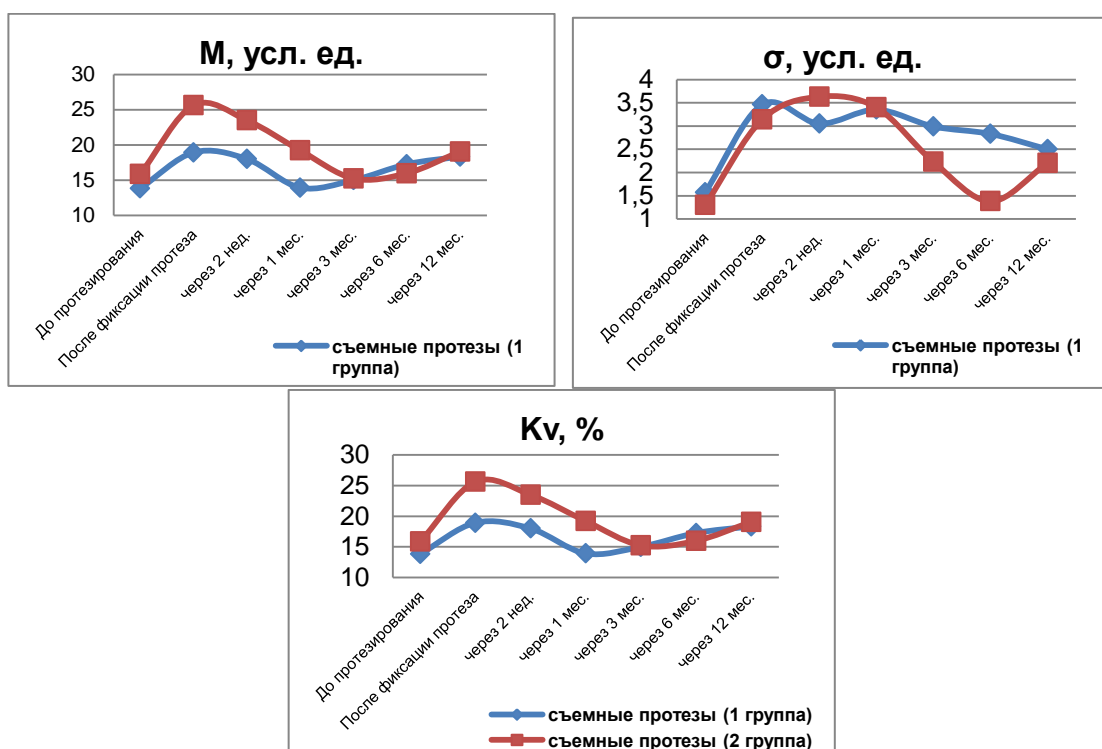 M, усл. ед.
30
25
20
15
10
До протезирования
После фиксации протеза
через 2 нед.
через 1 мес.
через 3 мес.
через 6 мес.
через 12 мес.
съемные протезы (1
группа)
σ, усл. ед.
4
3,5
3
2,5
2
1,5
1
До протезирования
После фиксации протеза
через 2 нед.
через 1 мес.
через 3 мес.
через 6 мес.
через 12 мес.
съемные протезы (1
группа)
Kv, %
30
25
20
15
10
До протезирования
После фиксации протеза
через 2 нед.
через 1 мес.
через 3 мес.
через 6 мес.
через 12 мес.
съемные протезы (1 группа)
съемные протезы (2 группа)